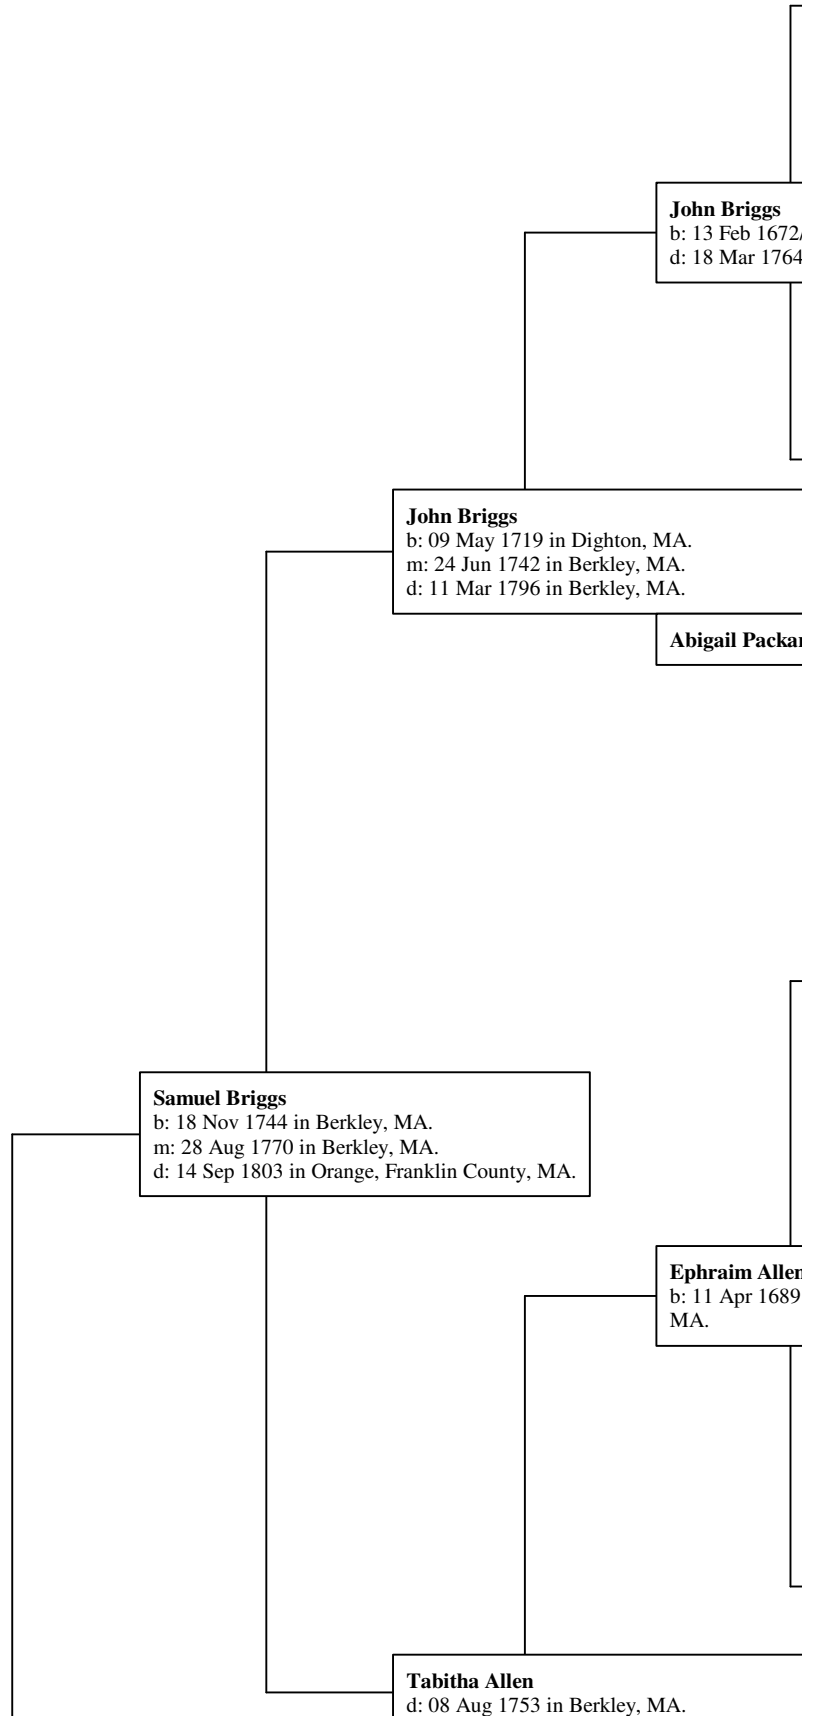 John Briggs
b: 13 Feb 1672/
d: 18 Mar 1764
John Briggs
b: 09 May 1719 in Dighton, MA.
m: 24 Jun 1742 in Berkley, MA.
d: 11 Mar 1796 in Berkley, MA.
Abigail
Samuel Briggs
b: 18 Nov 1744 in Berkley, MA.
m: 28 Aug 1770 in Berkley, MA.
d: 14 Sep 1803 in Orange, Franklin County, MA.
Ephraim Allen
b: 11 Apr 1689
MA.
Tabitha Allen
d: 08 Aug 1753 in Berkley, MA.